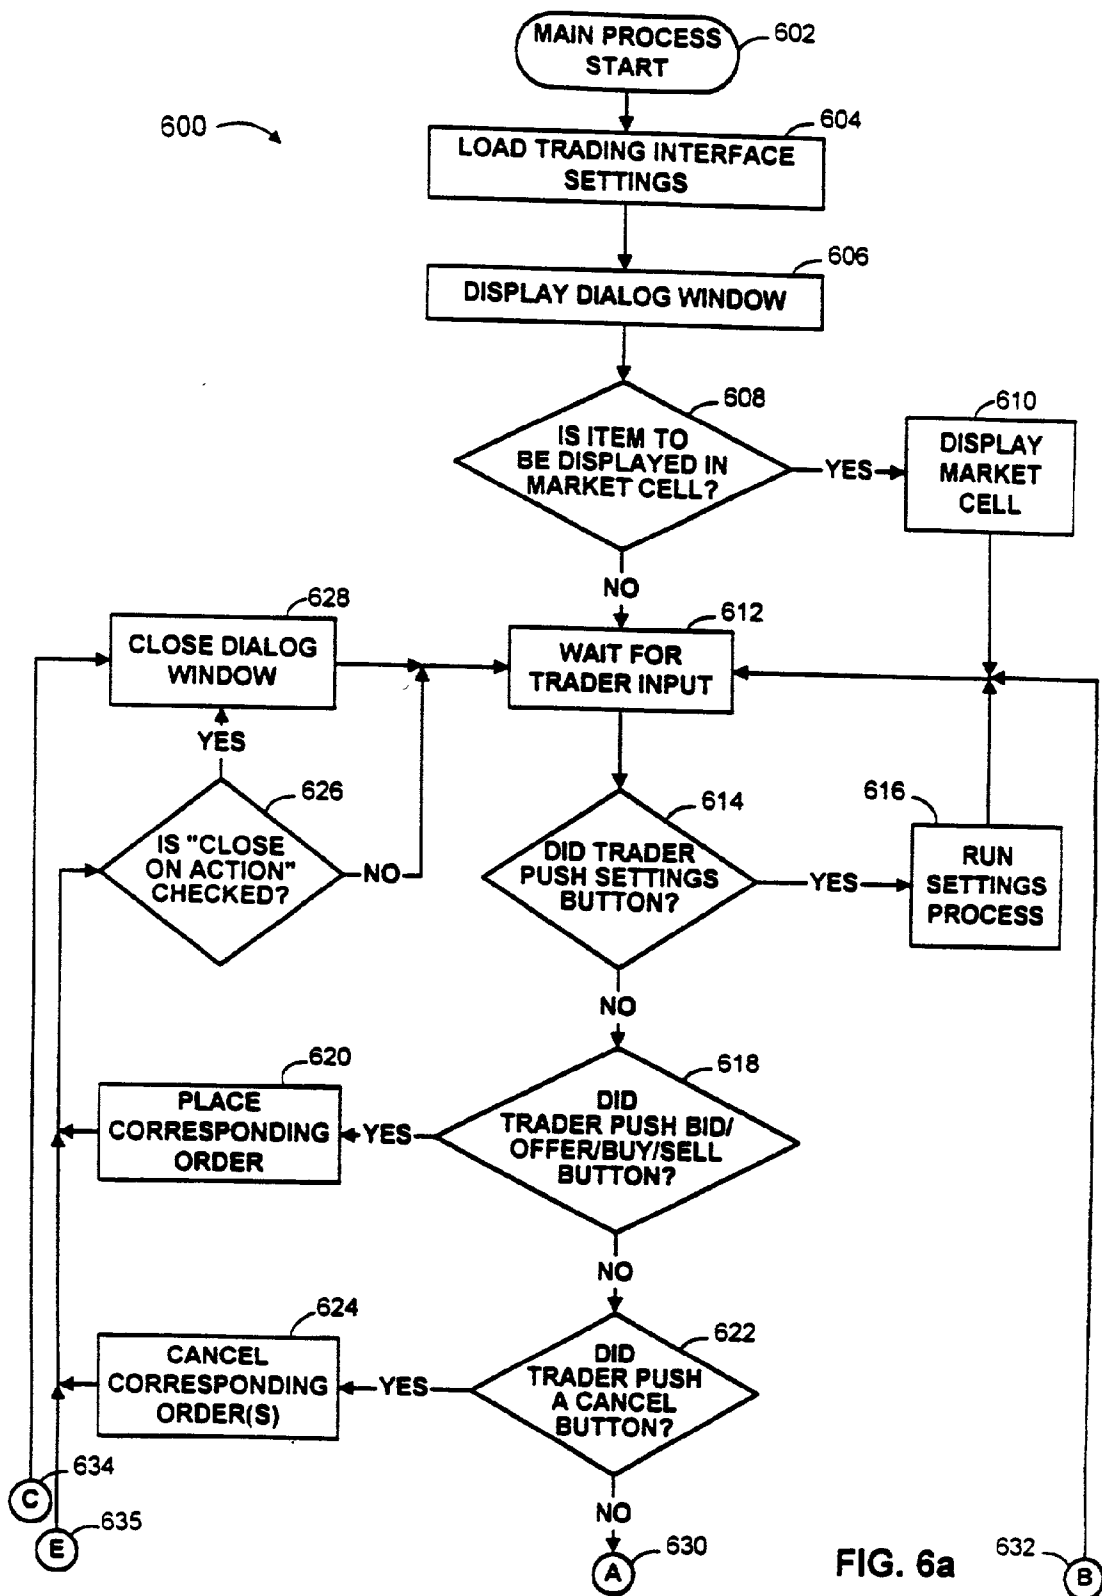 MAIN PROCESS
START
602
600
604
LOAD TRADING INTERFACE
SETTINGS
606
DISPLAY DIALOG WINDOW
608
IS ITEM TO
BE DISPLAYED IN
MARKET CELL?
YES
610
DISPLAY
MARKET
CELL
NO
628
CLOSE DIALOG
WINDOW
612
WAIT FOR
TRADER INPUT
YES
626
IS "CLOSE
ON ACTION"
CHECKED?
NO
614
DID TRADER
PUSH SETTINGS
BUTTON?
YES
616
RUN
SETTINGS
PROCESS
NO
620
PLACE
CORRESPONDING
ORDER
YES
618
DID
TRADER PUSH BID/
OFFER/BUY/SELL
BUTTON?
NO
624
CANCEL
CORRESPONDING
ORDER(S)
YES
622
DID
TRADER PUSH
A CANCEL
BUTTON?
NO
C
634
E
635
A
630
FIG. 6a
632
B